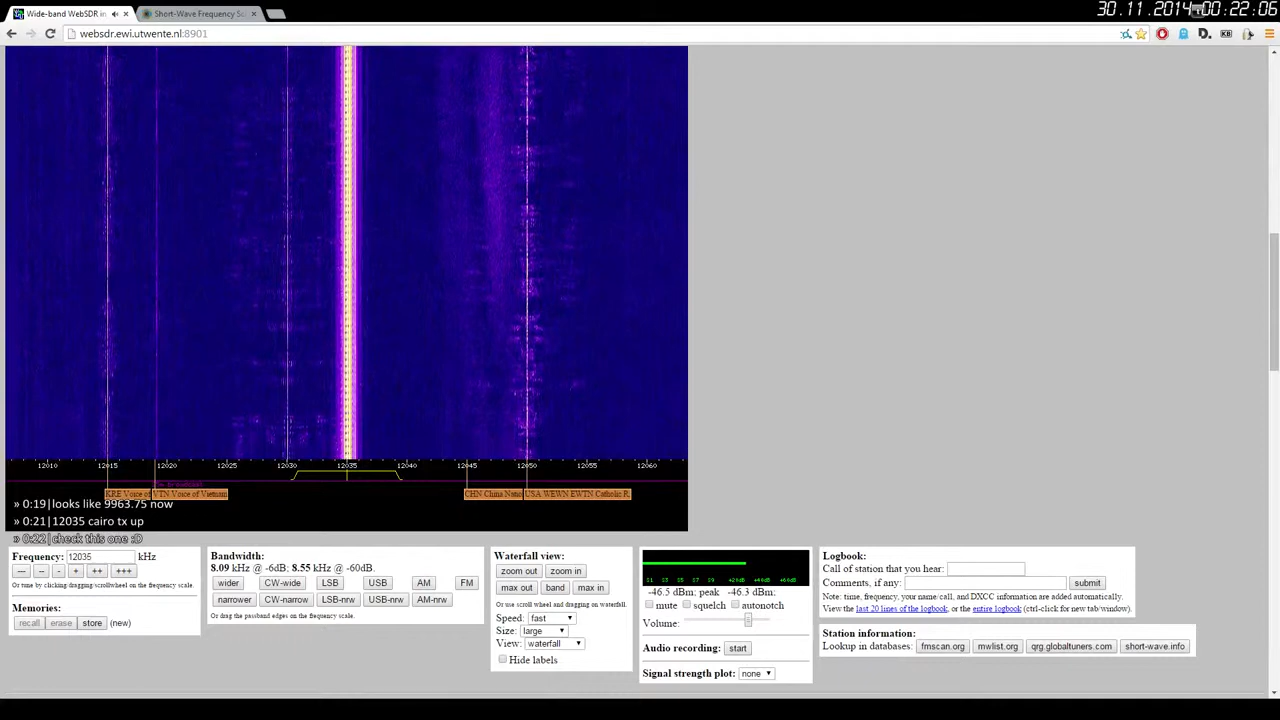 30.11.2014 00:22:06
Wide-band WebSDR in
Short-Wave Frequency S
websdr.ewi.utwente.nl:8901
12010 12015 12020 12025 12030 12035 12040 12045 12050 12055 12060
KRE Voice of VTN Voice of Vietnam CHN China Natio USA WEWN EWTN Catholic R
» 0:19|looks like 9963.75 now
» 0:21|12035 cairo tx up
» 0:22|check this one :D
Frequency: 12035 kHz
--- -- - + ++ +++
Or tune by clicking/dragging/scrollwheel on the frequency scale.
Memories:
recall erase store (new)
Bandwidth:
8.09 kHz @ -6dB; 8.55 kHz @ -60dB.
wider CW-wide LSB USB AM FM
narrower CW-narrow LSB-nrw USB-nrw AM-nrw
Or drag the passband edges on the frequency scale.
Waterfall view:
zoom out zoom in
max out band max in
Or use scroll wheel and dragging on waterfall.
Speed: fast
Size: large
View: waterfall
Hide labels
S1 S3 S5 S7 S9 +20dB +40dB +60dB
-46.5 dBm; peak -46.3 dBm;
mute squelch autonotch
Volume:
Audio recording: start
Signal strength plot: none
Logbook:
Call of station that you hear:
Comments, if any: submit
Note: time, frequency, your name/call, and DXCC information are added automatically.
View the last 20 lines of the logbook, or the entire logbook (ctrl-click for new tab/window).
Station information:
Lookup in databases: fmscan.org mwlist.org qrg.globaltuners.com short-wave.info